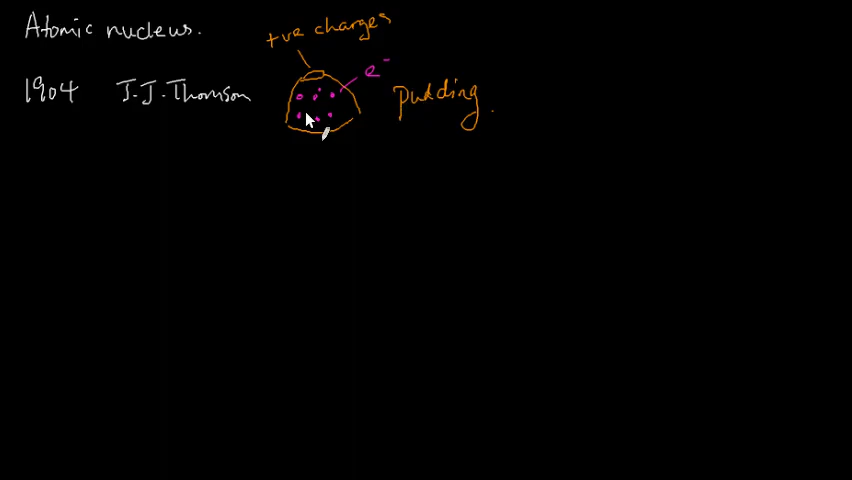 Atomic nucleus.
+ve charges
e⁻
1904 J.J. Thomson
pudding.